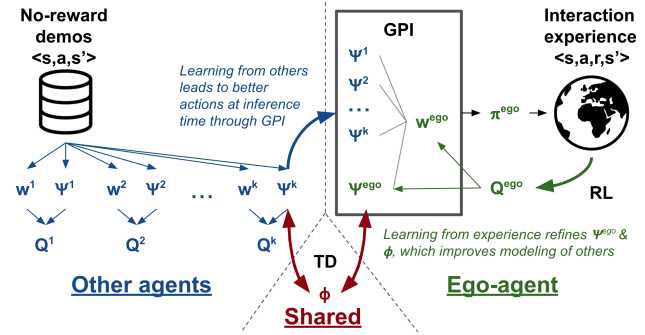 No-reward
demos
<s,a,s’>
Learning from others
leads to better
actions at inference
time through GPI
w¹ Ψ¹ w² Ψ² ... wᵏ Ψᵏ
Q¹ Q² Qᵏ
Other agents
GPI
Ψ¹
Ψ²
...
Ψᵏ
wᵉᵍᵒ
Ψᵉᵍᵒ
πᵉᵍᵒ
Qᵉᵍᵒ
Interaction
experience
<s,a,r,s’>
RL
Learning from experience refines Ψᵉᵍᵒ &
ϕ, which improves modeling of others
Ego-agent
TD
ϕ
Shared